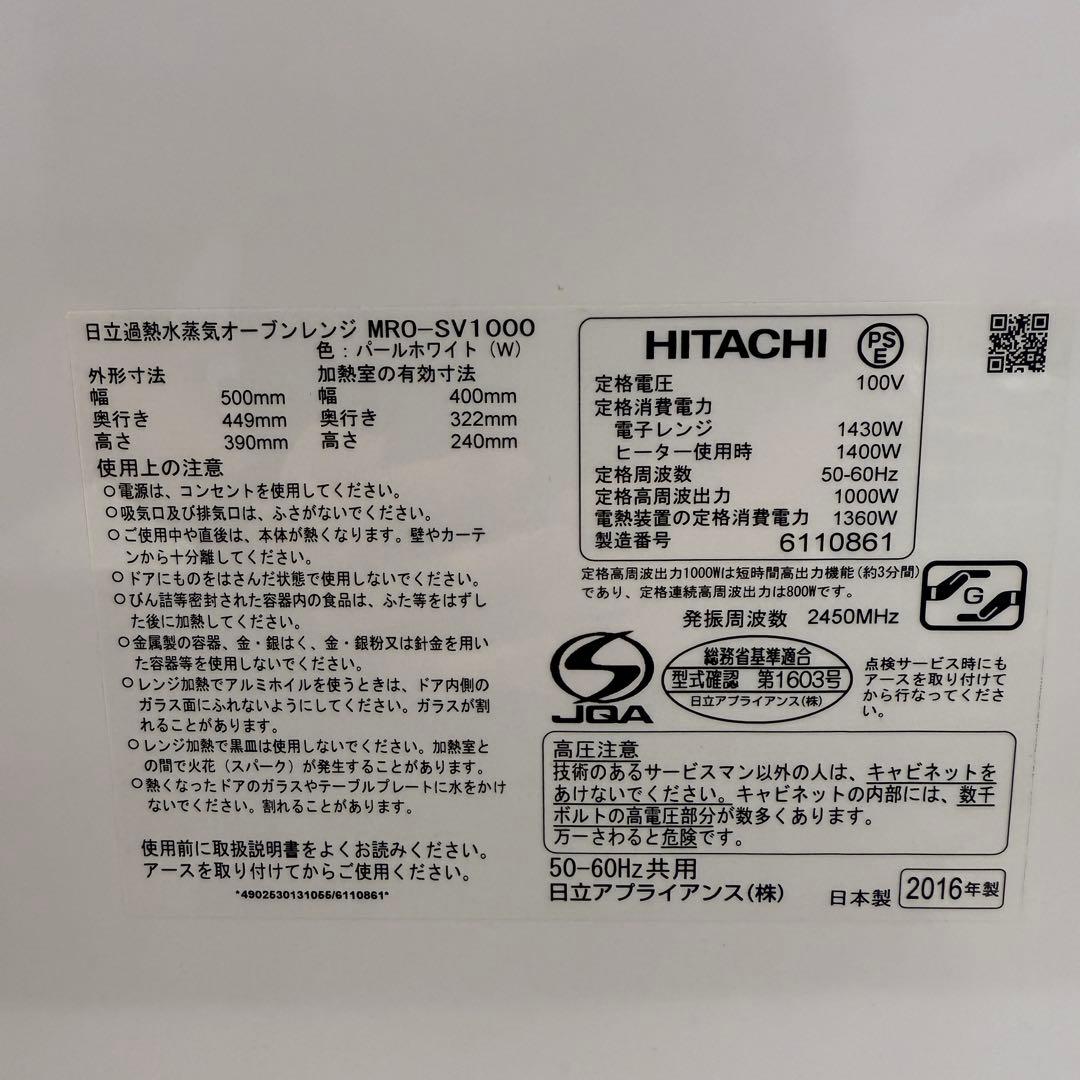 日立過熱水蒸気オーブンレンジ MRO-SV1000
色：パールホワイト（W）
外形寸法
幅 500mm
奥行き 449mm
高さ 390mm
加熱室の有効寸法
幅 400mm
奥行き 322mm
高さ 240mm
使用上の注意
○電源は、コンセントを使用してください。
○吸気口及び排気口は、ふさがないでください。
○ご使用中や直後は、本体が熱くなります。壁やカーテ
ンから十分離してください。
○ドアにものをはさんだ状態で使用しないでください。
○びん詰等密封された容器内の食品は、ふた等をはずし
た後に加熱してください。
○金属製の容器、金・銀はく、金・銀粉又は針金を用い
た容器等を使用しないでください。
○レンジ加熱でアルミホイルを使うときは、ドア内側の
ガラス面にふれないようにしてください。ガラスが割
れることがあります。
○レンジ加熱で黒皿は使用しないでください。加熱室と
の間で火花（スパーク）が発生することがあります。
○熱くなったドアのガラスやテーブルプレートに水をかけ
ないでください。割れることがあります。
使用前に取扱説明書をよくお読みください。
アースを取り付けてからご使用ください。
*4902530131055/6110861*
HITACHI PSE
定格電圧 100V
定格消費電力
電子レンジ 1430W
ヒーター使用時 1400W
定格周波数 50-60Hz
定格高周波出力 1000W
電熱装置の定格消費電力 1360W
製造番号 6110861
定格高周波出力1000Wは短時間高出力機能（約3分間）
であり、定格連続高周波出力は800Wです。
発振周波数 2450MHz
G
JQA
総務省基準適合
型式確認 第1603号
日立アプライアンス(株)
点検サービス時にも
アースを取り付けて
から行なってくださ
い。
高圧注意
技術のあるサービスマン以外の人は、キャビネットを
あけないでください。キャビネットの内部には、数千
ボルトの高電圧部分が数多くあります。
万一さわると危険です。
50-60Hz共用
日立アプライアンス(株)
日本製 2016年製